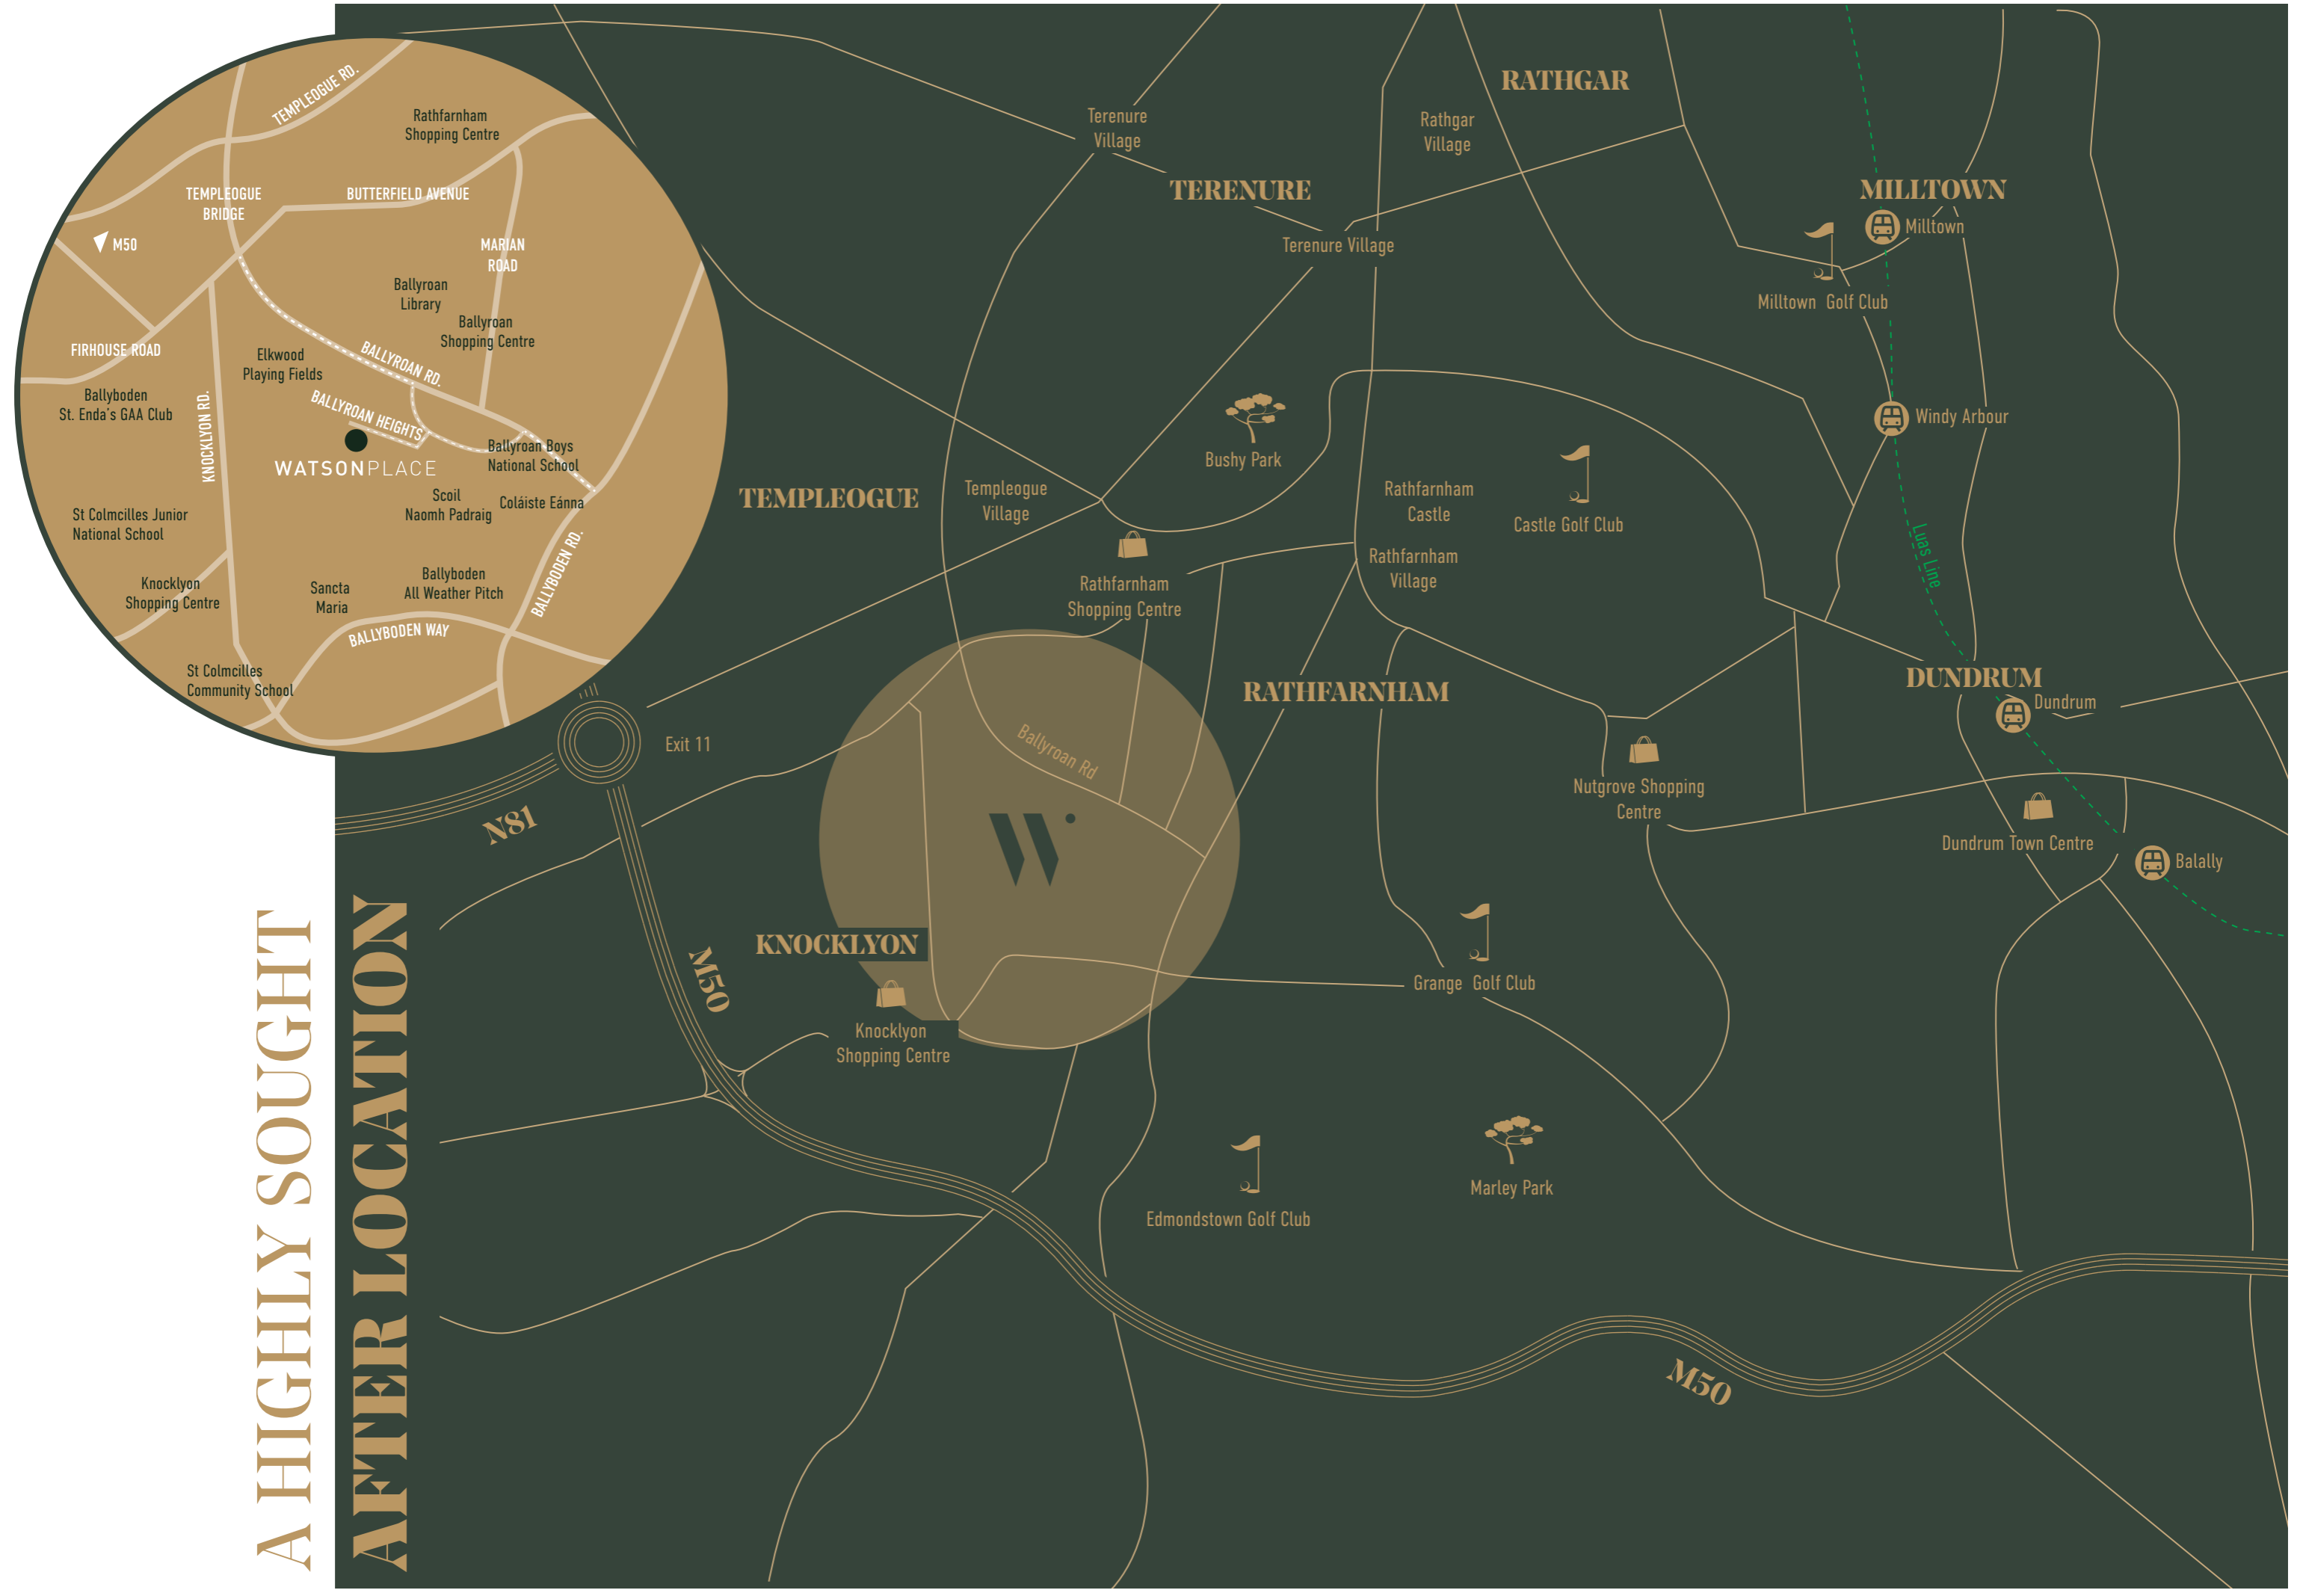 A HIGHLY SOUGHT
AFTER LOCATION
TEMPLEOGUE RD.
Rathfarnham
Shopping Centre
TEMPLEOGUE
BRIDGE
BUTTERFIELD AVENUE
M50
MARIAN
ROAD
Ballyroan
Library
Ballyroan
Shopping Centre
FIRHOUSE ROAD
Elkwood
Playing Fields
BALLYROAN RD.
Ballyboden
St. Enda's GAA Club
KNOCKLYON RD.
BALLYROAN HEIGHTS
WATSONPLACE
Ballyroan Boys
National School
Scoil
Naomh Padraig
Coláiste Eánna
St Colmcilles Junior
National School
BALLYBODEN RD.
Knocklyon
Shopping Centre
Sancta
Maria
Ballyboden
All Weather Pitch
BALLYBODEN WAY
St Colmcilles
Community School
RATHGAR
Terenure
Village
Rathgar
Village
TERENURE
MILLTOWN
Milltown
Terenure Village
Milltown Golf Club
Windy Arbour
Bushy Park
TEMPLEOGUE
Templeogue
Village
Rathfarnham
Castle
Castle Golf Club
Luas Line
Rathfarnham
Village
Rathfarnham
Shopping Centre
RATHFARNHAM
DUNDRUM
Dundrum
Exit 11
Ballyroan Rd
Nutgrove Shopping
Centre
N81
W
Dundrum Town Centre
Balally
KNOCKLYON
M50
Grange Golf Club
Knocklyon
Shopping Centre
Marley Park
Edmondstown Golf Club
M50